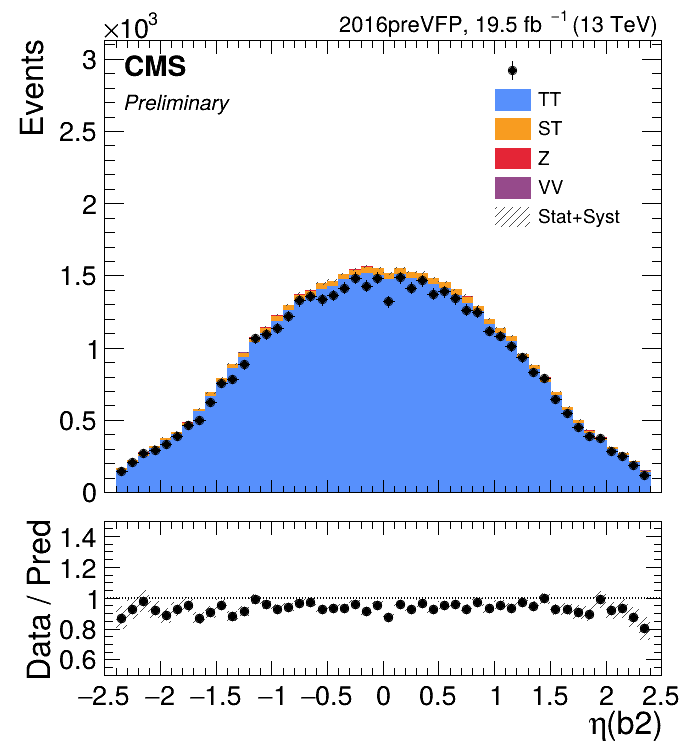 ×10³ 2016preVFP, 19.5 fb ⁻¹ (13 TeV)
Events
3
2.5
2
1.5
1
0.5
0
CMS
Preliminary
TT
ST
Z
VV
Stat+Syst
Data / Pred
1.4
1.2
1
0.8
0.6
−2.5 −2 −1.5 −1 −0.5 0 0.5 1 1.5 2 2.5
η(b2)